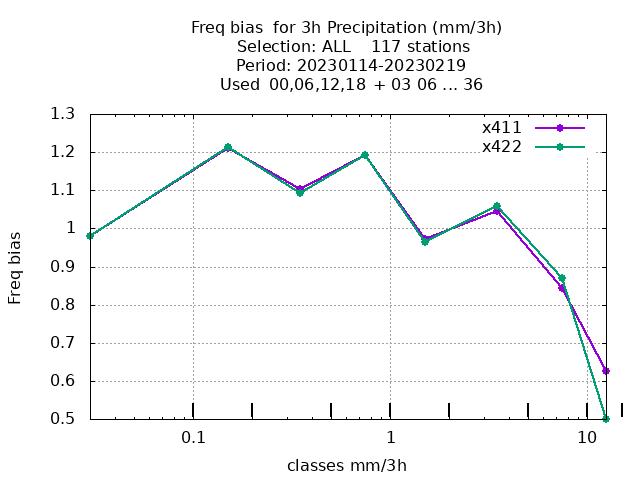 Freq bias  for 3h Precipitation (mm/3h)
Selection: ALL    117 stations
Period: 20230114-20230219
Used  00,06,12,18  + 03 06 ... 36
x411
x422
1.3
1.2
1.1
1
0.9
0.8
0.7
0.6
0.5
Freq bias
0.1
1
10
classes mm/3h